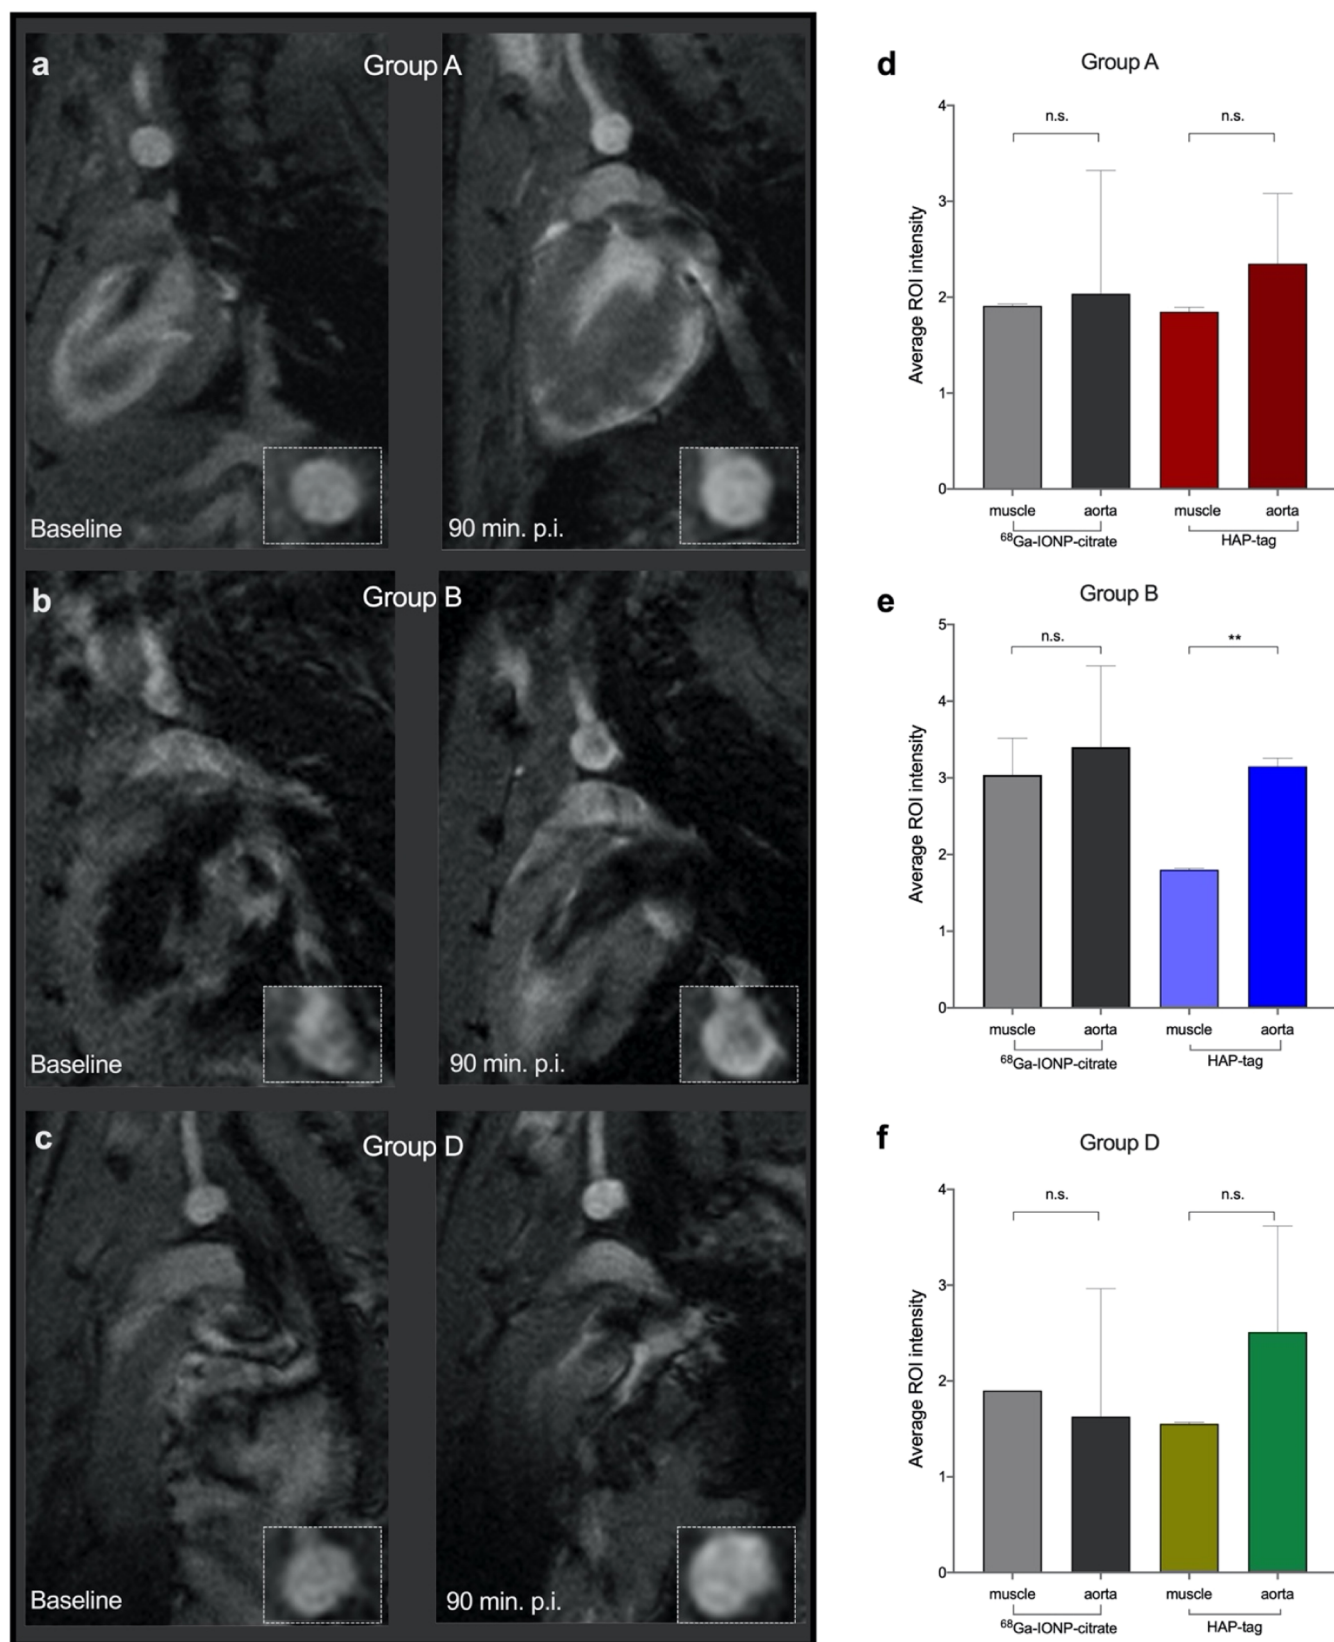 a
Group A
Baseline
90 min. p.i.
b
Group B
Baseline
90 min. p.i.
c
Group D
Baseline
90 min. p.i.
d
Group A
Average ROI intensity
4
3
2
1
0
n.s.
n.s.
muscle aorta muscle aorta
⁶⁸Ga-IONP-citrate HAP-tag
e
Group B
Average ROI intensity
5
4
3
2
1
0
n.s.
**
muscle aorta muscle aorta
⁶⁸Ga-IONP-citrate HAP-tag
f
Group D
Average ROI intensity
4
3
2
1
0
n.s.
n.s.
muscle aorta muscle aorta
⁶⁸Ga-IONP-citrate HAP-tag